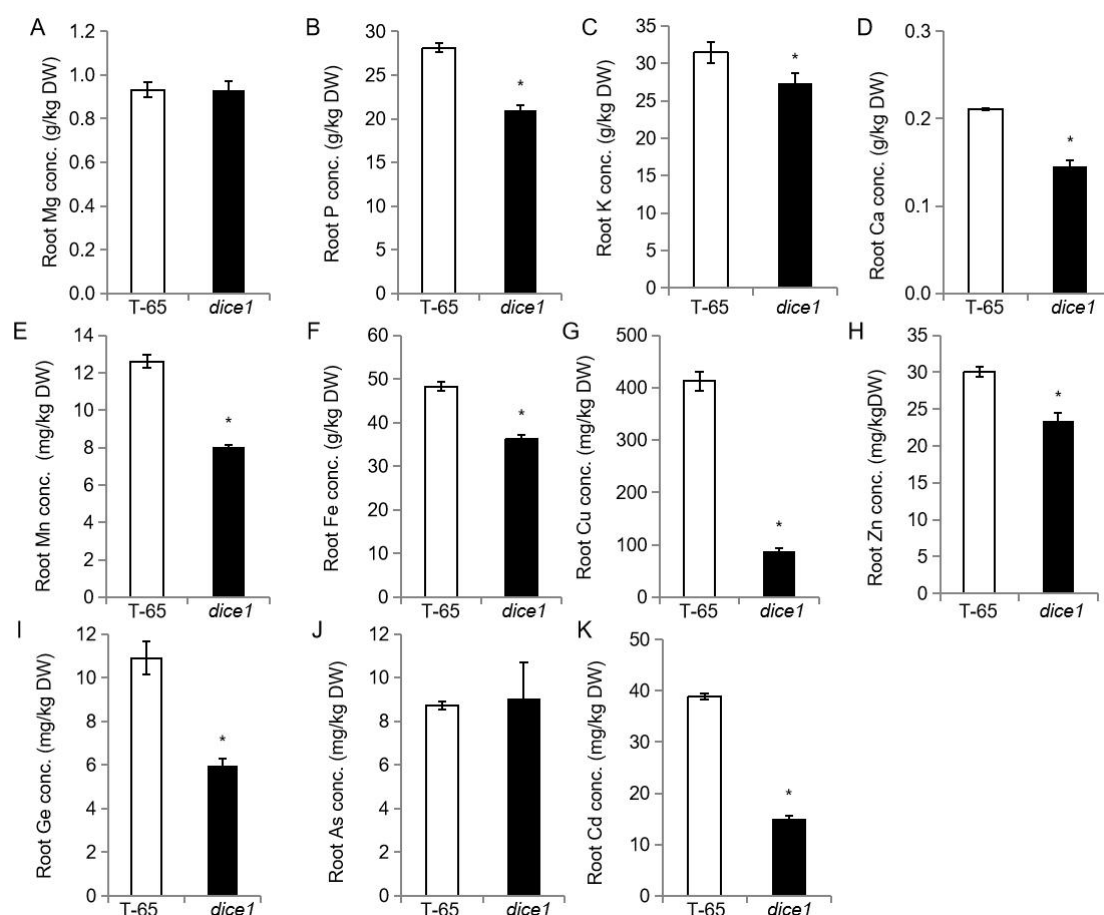 A
Root Mg conc. (g/kg DW)
1.2
1.0
0.8
0.6
0.4
0.2
0.0
T-65
dice1
B
Root P conc. (g/kg DW)
30
25
20
15
10
5
0
*
T-65
dice1
C
Root K conc. (g/kg DW)
35
30
25
20
15
10
5
0
*
T-65
dice1
D
Root Ca conc. (g/kg DW)
0.3
0.2
0.1
0.0
*
T-65
dice1
E
Root Mn conc. (mg/kg DW)
14
12
10
8
6
4
2
0
*
T-65
dice1
F
Root Fe conc. (g/kg DW)
60
50
40
30
20
10
0
*
T-65
dice1
G
Root Cu conc. (mg/kg DW)
500
400
300
200
100
0
*
T-65
dice1
H
Root Zn conc. (mg/kgDW)
35
30
25
20
15
10
5
0
*
T-65
dice1
I
Root Ge conc. (mg/kg DW)
12
10
8
6
4
2
0
*
T-65
dice1
J
Root As conc. (mg/kg DW)
12
10
8
6
4
2
0
T-65
dice1
K
Root Cd conc. (mg/kg DW)
50
40
30
20
10
0
*
T-65
dice1